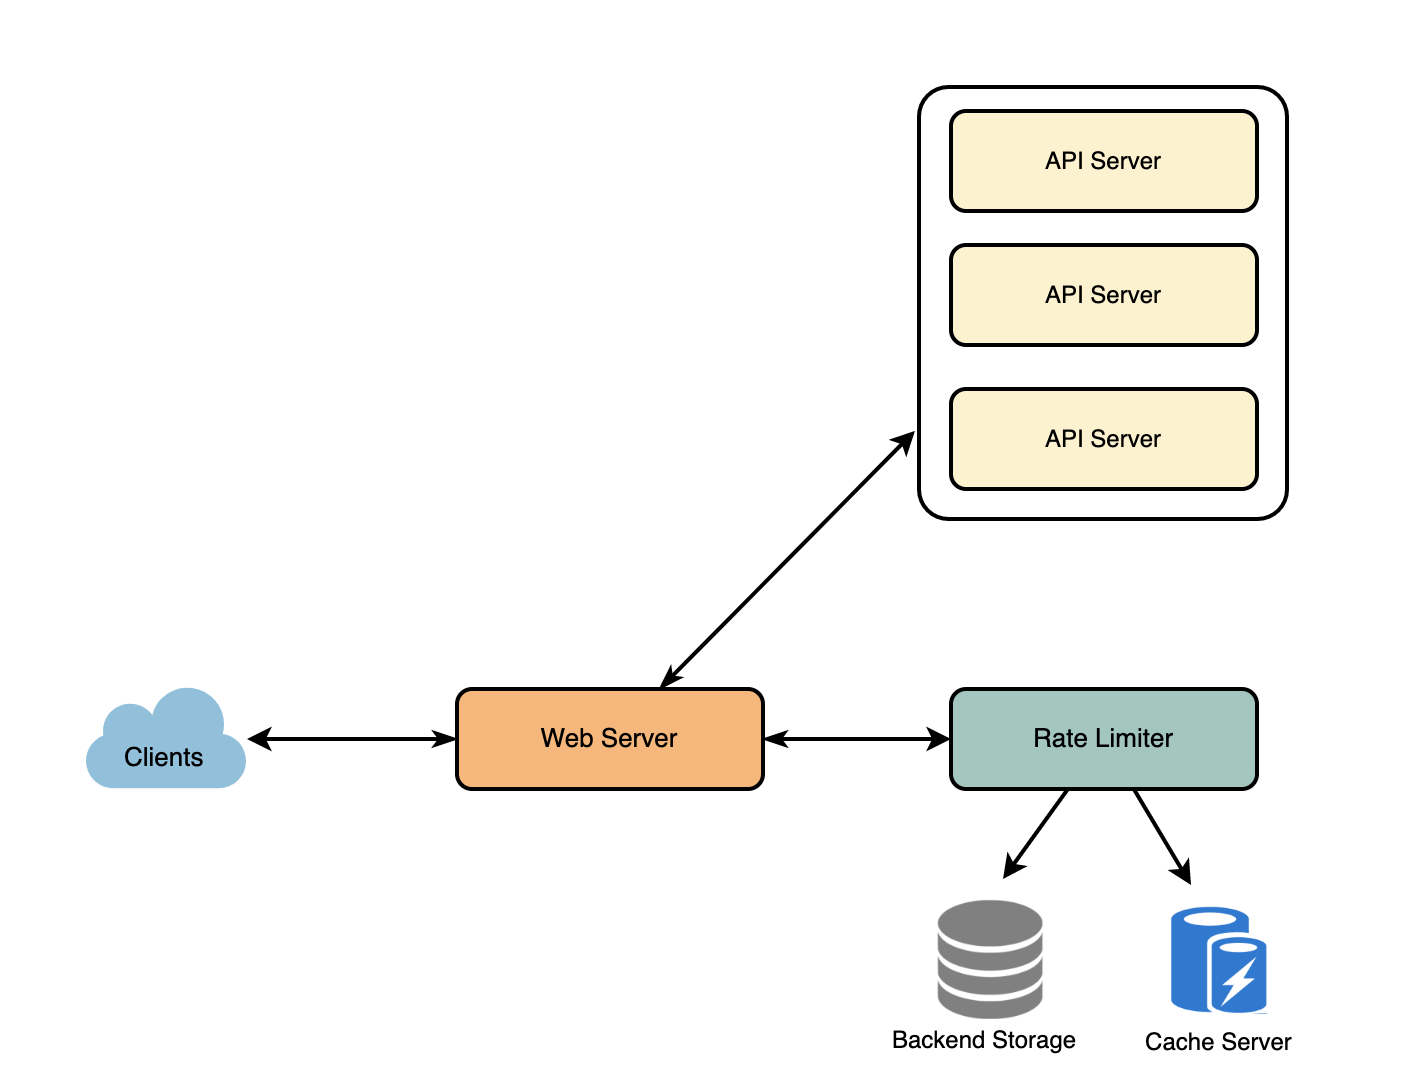 API Server
API Server
API Server
Clients
Web Server
Rate Limiter
Backend Storage
Cache Server